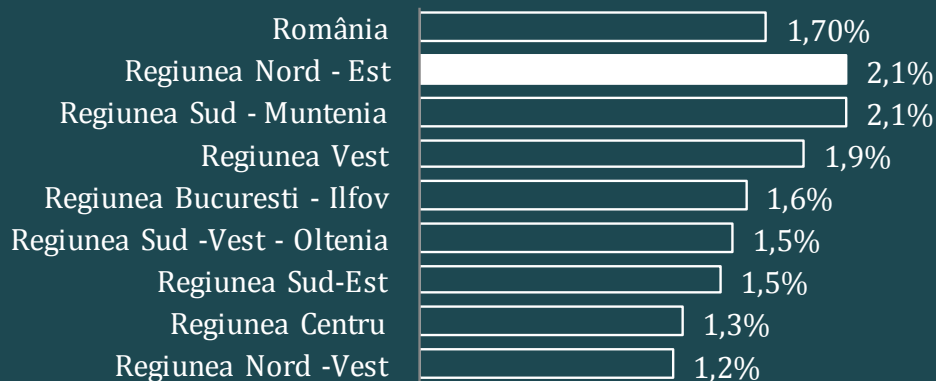 România 1,70%
Regiunea Nord - Est 2,1%
Regiunea Sud - Muntenia 2,1%
Regiunea Vest 1,9%
Regiunea Bucuresti - Ilfov 1,6%
Regiunea Sud -Vest - Oltenia 1,5%
Regiunea Sud-Est 1,5%
Regiunea Centru 1,3%
Regiunea Nord -Vest 1,2%